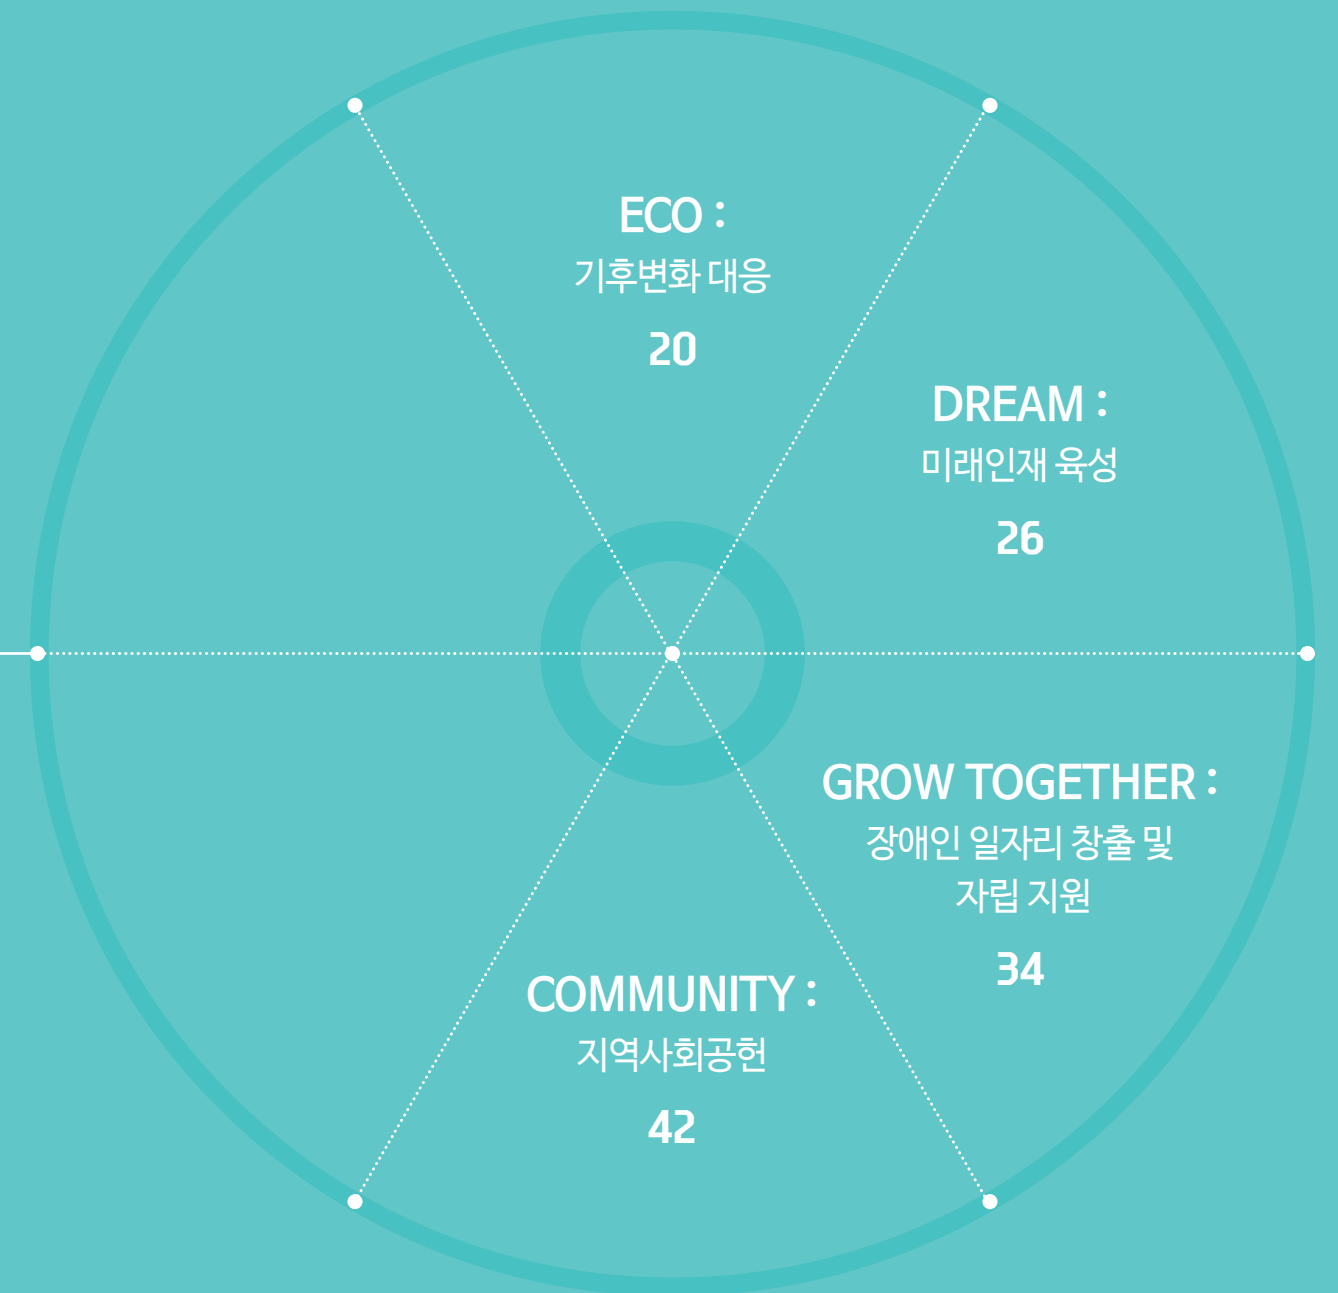 ECO :
기후변화 대응
20
DREAM :
미래인재 육성
26
GROW TOGETHER :
장애인 일자리 창출 및
자립 지원
34
COMMUNITY :
지역사회공헌
42